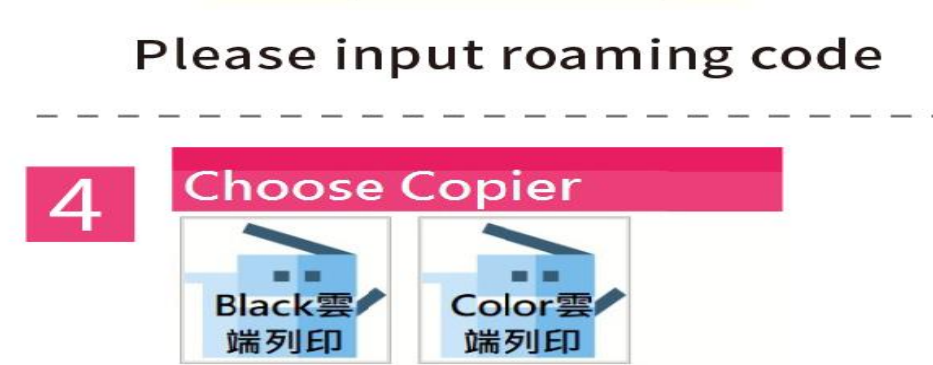 Please input roaming code
4
Choose Copier
Black雲
端列印
Color雲
端列印